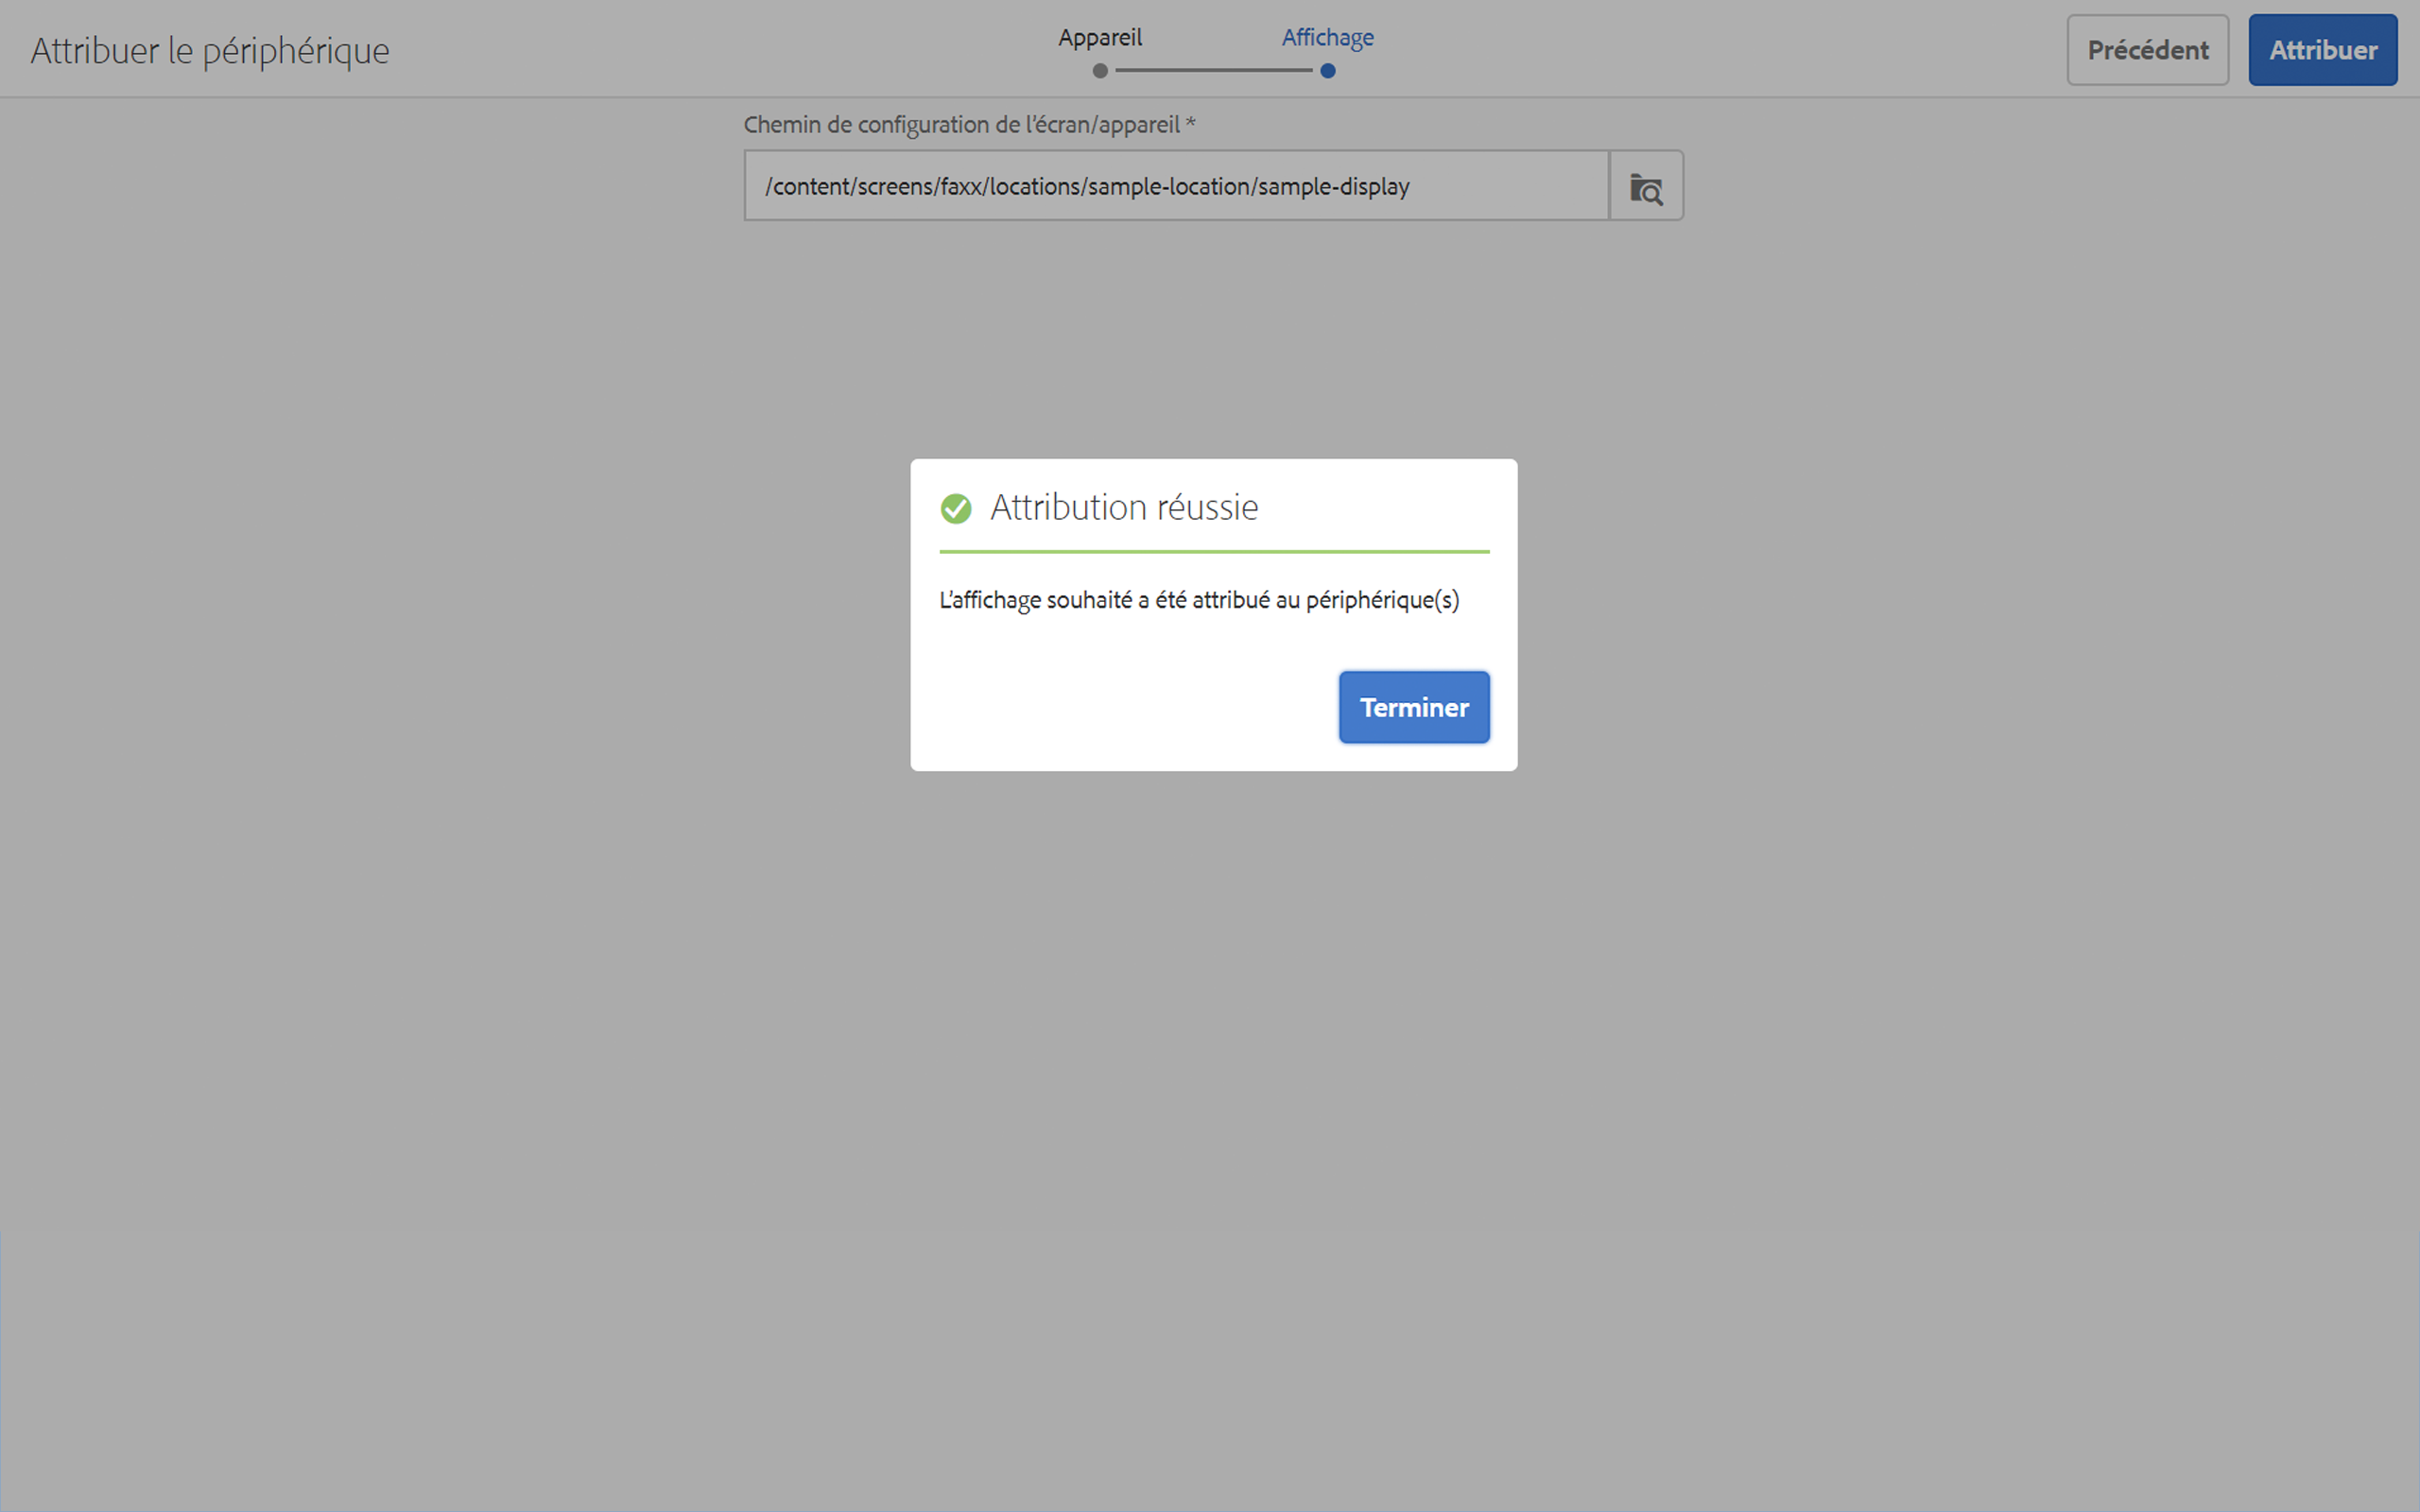 Attribuer le périphérique
Appareil
Affichage
Précédent
Attribuer
Chemin de configuration de l'écran/appareil *
/content/screens/faxx/locations/sample-location/sample-display
Attribution réussie
L'affichage souhaité a été attribué au périphérique(s)
Terminer